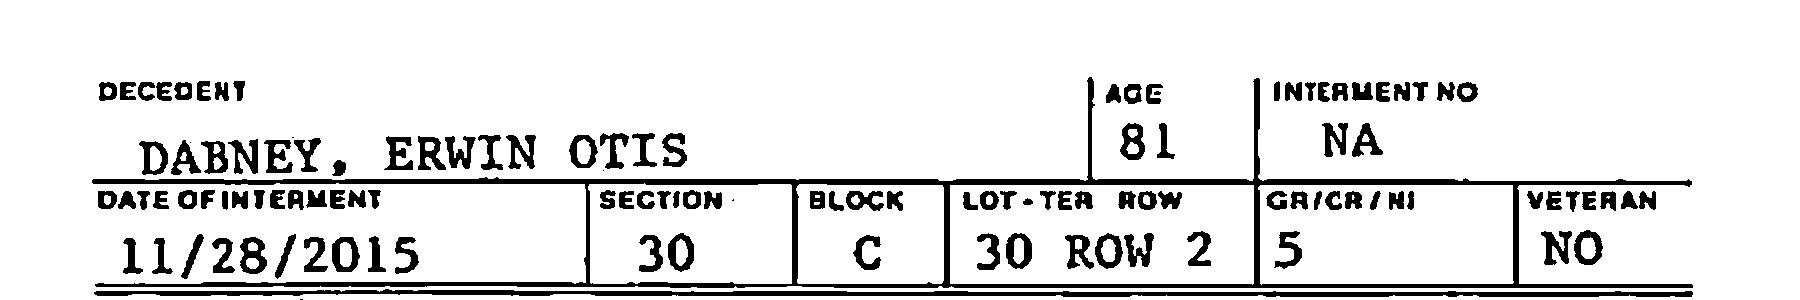 DECEDENT AGE INTERMENT NO
DABNEY, ERWIN OTIS 81 NA
DATE OF INTERMENT SECTION BLOCK LOT-TER ROW GR/CR/NI VETERAN
11/28/2015 30 C 30 ROW 2 5 NO